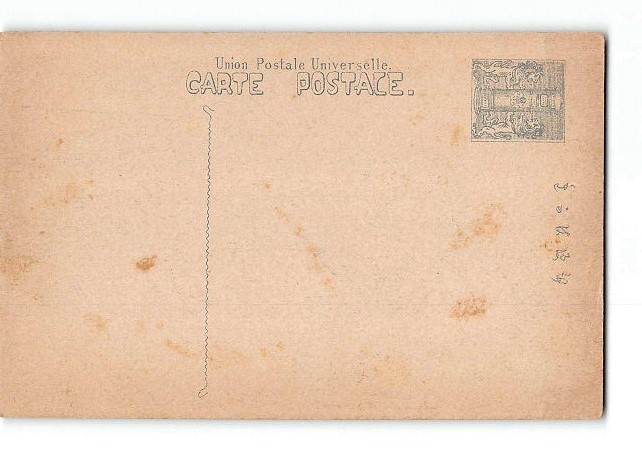 Union Postale Universelle.
CARTE POSTALE.